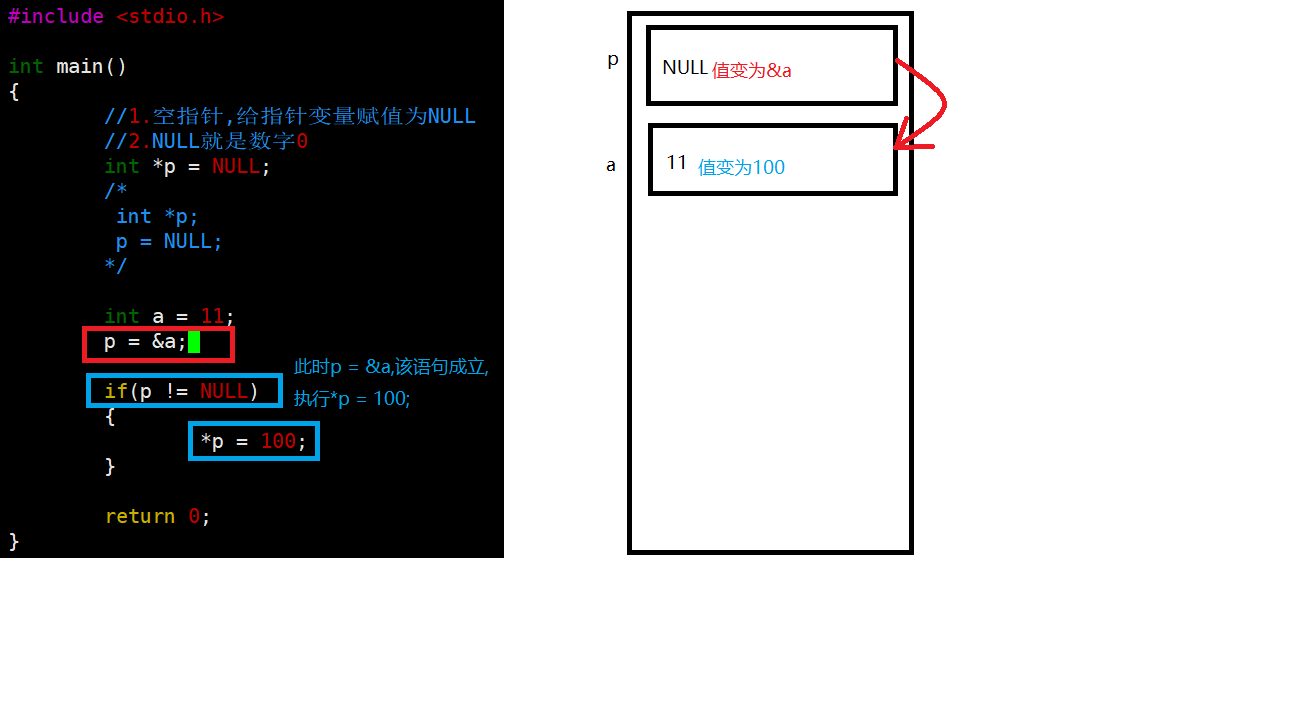 #include <stdio.h>
int main()
{
//1.空指针,给指针变量赋值为NULL
//2.NULL就是数字0
int *p = NULL;
/*
int *p;
p = NULL;
*/
int a = 11;
p = &a;
if(p != NULL)
{
*p = 100;
}
return 0;
}
此时p = &a,该语句成立,
执行*p = 100;
p
NULL 值变为&a
a
11 值变为100